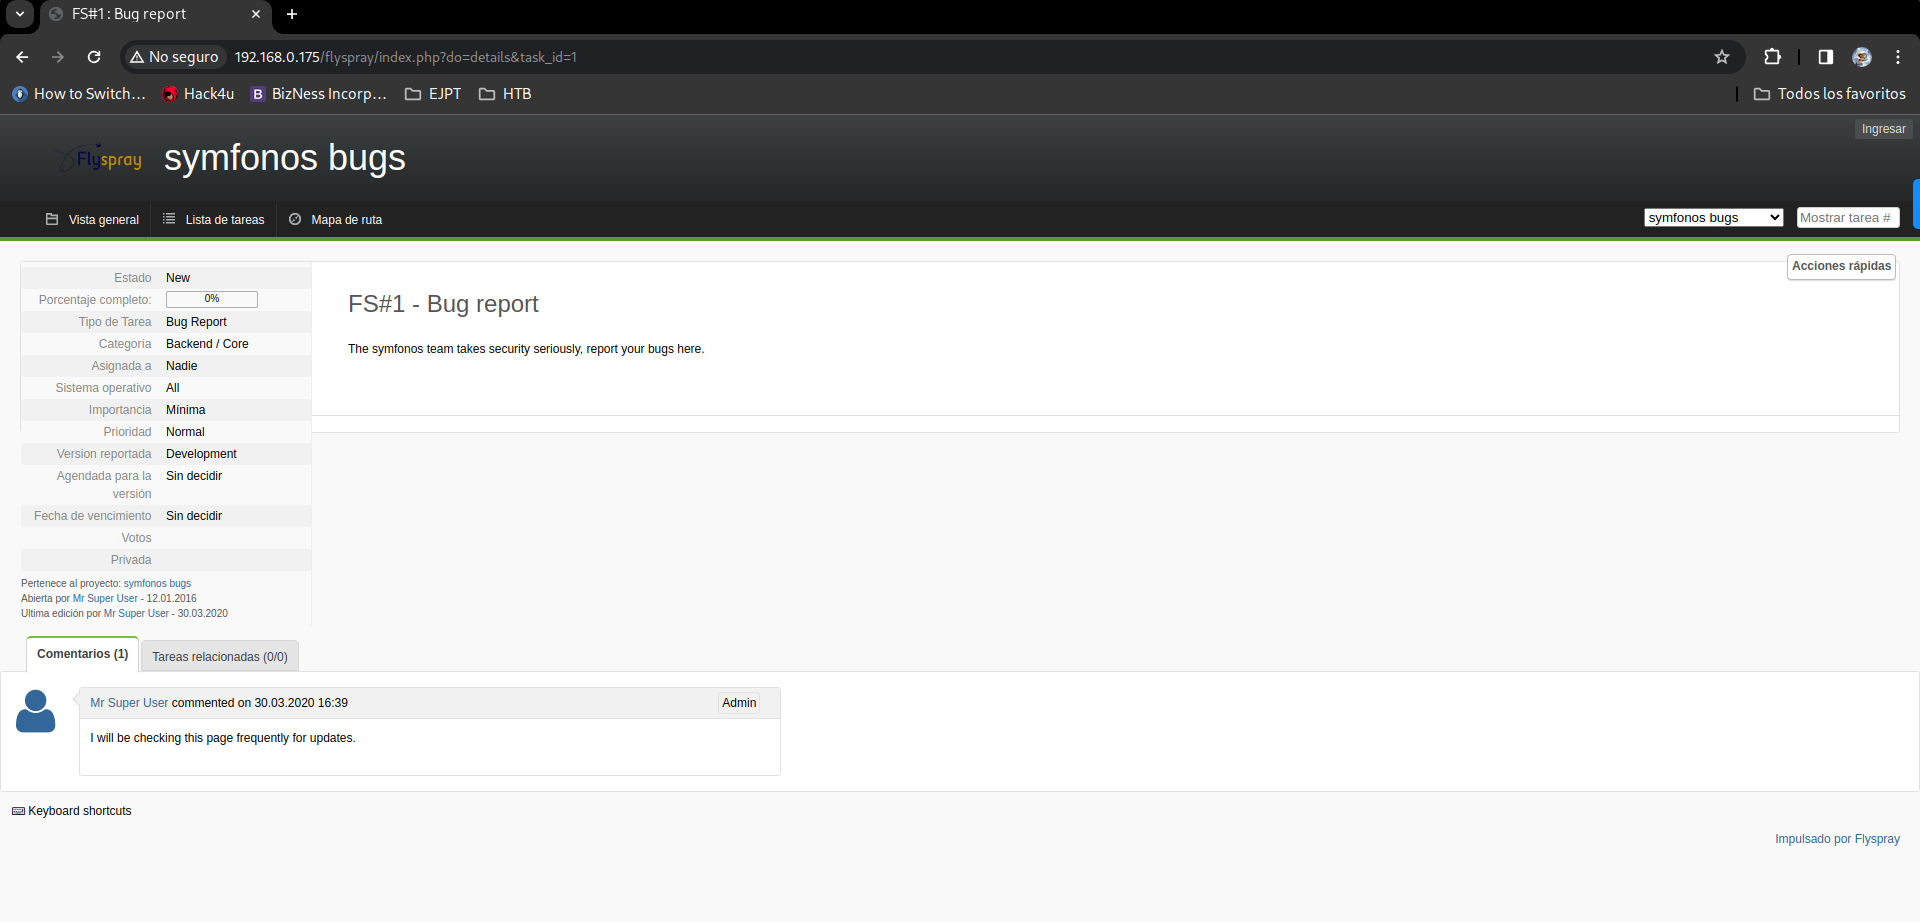 FS#1: Bug report
No seguro 192.168.0.175/flyspray/index.php?do=details&task_id=1
How to Switch... Hack4u BizNess Incorp... EJPT HTB Todos los favoritos
Ingresar
Flyspray symfonos bugs
Vista general Lista de tareas Mapa de ruta symfonos bugs Mostrar tarea #
Acciones rápidas
Estado New
Porcentaje completo: 0%
Tipo de Tarea Bug Report
Categoría Backend / Core
Asignada a Nadie
Sistema operativo All
Importancia Mínima
Prioridad Normal
Version reportada Development
Agendada para la versión Sin decidir
Fecha de vencimiento Sin decidir
Votos
Privada
Pertenece al proyecto: symfonos bugs
Abierta por Mr Super User - 12.01.2016
Ultima edición por Mr Super User - 30.03.2020
FS#1 - Bug report
The symfonos team takes security seriously, report your bugs here.
Comentarios (1) Tareas relacionadas (0/0)
Mr Super User commented on 30.03.2020 16:39 Admin
I will be checking this page frequently for updates.
Keyboard shortcuts
Impulsado por Flyspray